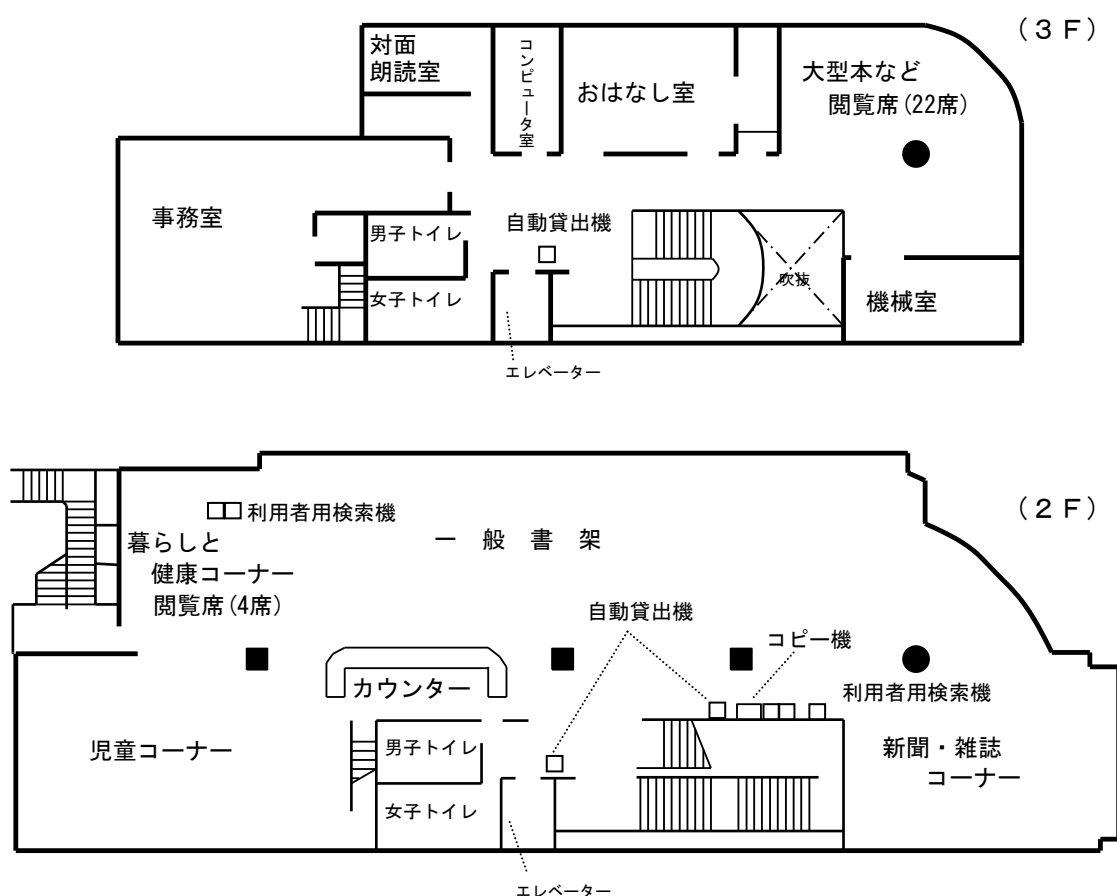 （３Ｆ）
対面
朗読室
コンピュータ室
おはなし室
大型本など
閲覧席(22席)
事務室
男子トイレ
自動貸出機
女子トイレ
吹抜
機械室
エレベーター
（２Ｆ）
利用者用検索機
一般書架
暮らしと
健康コーナー
閲覧席(4席)
自動貸出機
コピー機
カウンター
利用者用検索機
児童コーナー
男子トイレ
新聞・雑誌
コーナー
女子トイレ
エレベーター